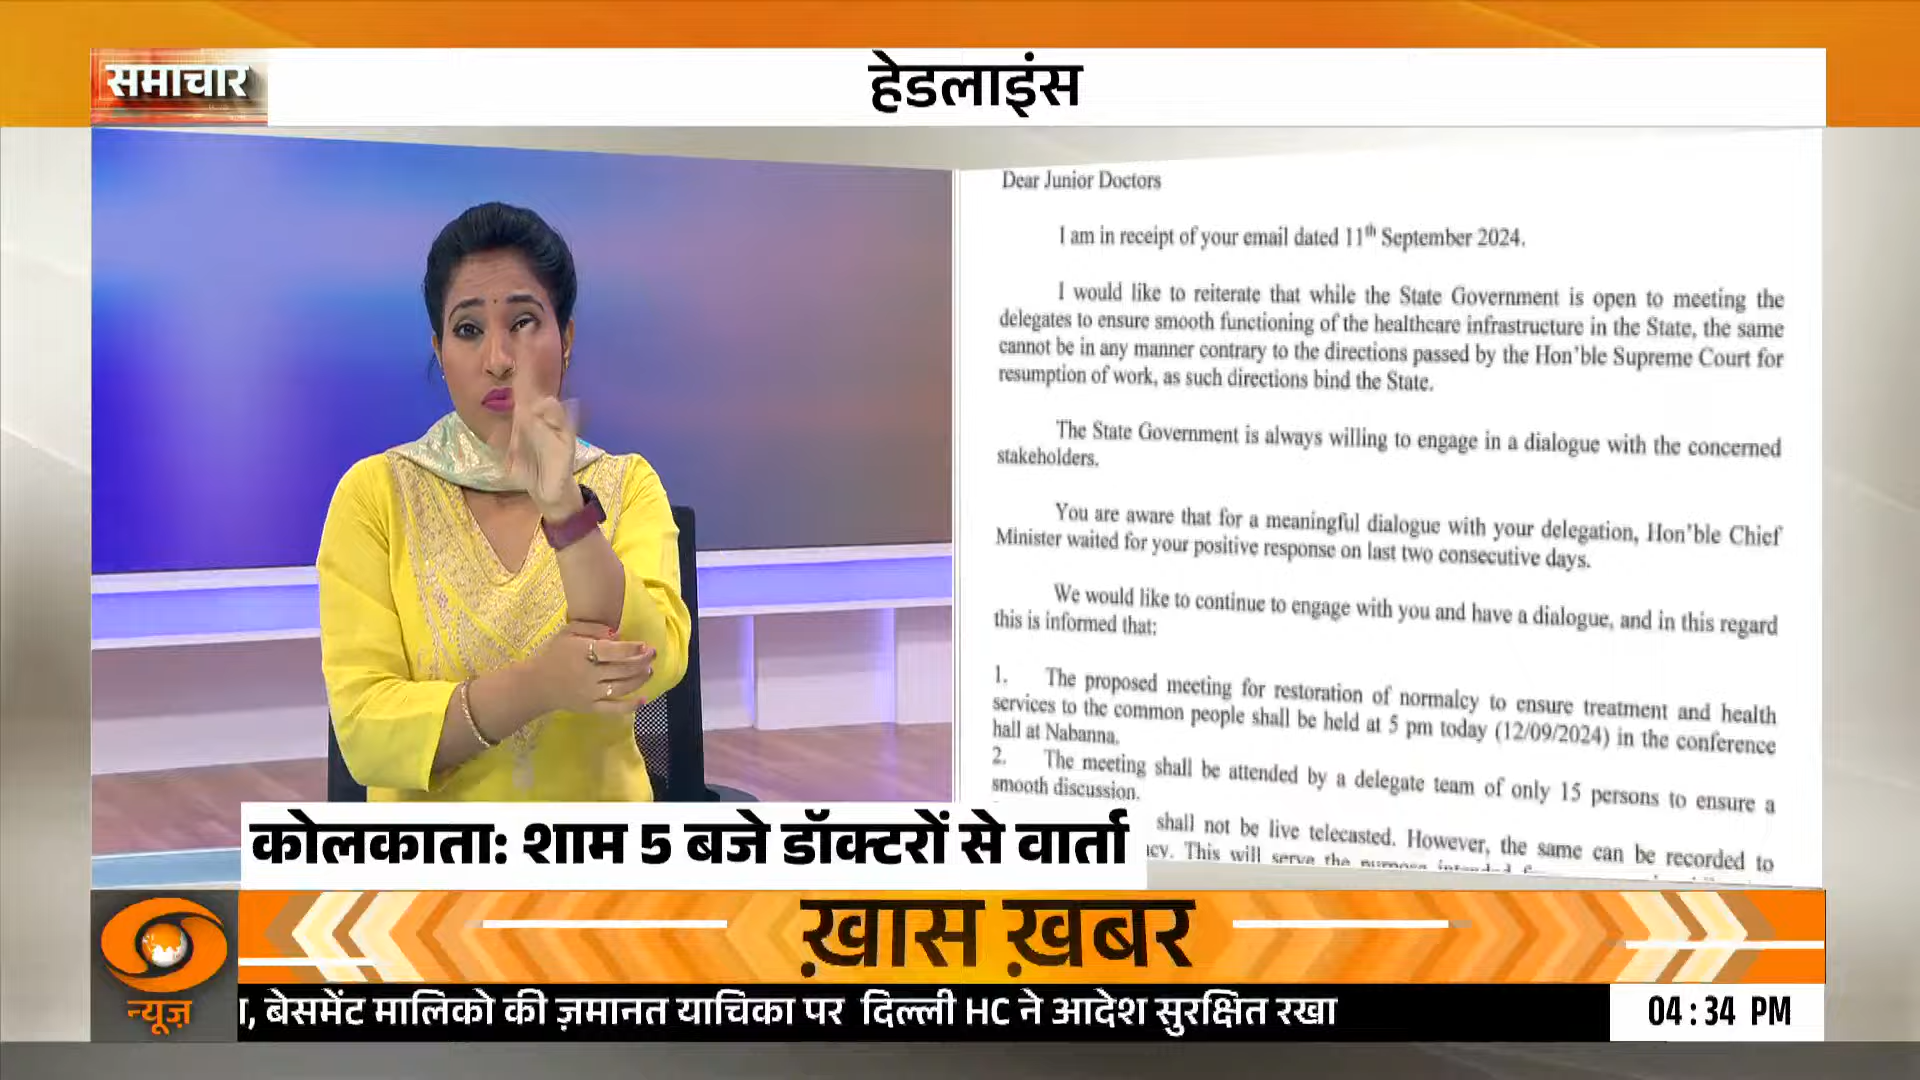 समाचार
हेडलाइंस
Dear Junior Doctors
I am in receipt of your email dated 11th September 2024.
I would like to reiterate that while the State Government is open to meeting the
delegates to ensure smooth functioning of the healthcare infrastructure in the State, the same
cannot be in any manner contrary to the directions passed by the Hon'ble Supreme Court for
resumption of work, as such directions bind the State.
The State Government is always willing to engage in a dialogue with the concerned
stakeholders.
You are aware that for a meaningful dialogue with your delegation, Hon'ble Chief
Minister waited for your positive response on last two consecutive days.
We would like to continue to engage with you and have a dialogue, and in this regard
this is informed that:
1. The proposed meeting for restoration of normalcy to ensure treatment and health
services to the common people shall be held at 5 pm today (12/09/2024) in the conference
hall at Nabanna.
2. The meeting shall be attended by a delegate team of only 15 persons to ensure a
smooth discussion.
shall not be live telecasted. However, the same can be recorded to
This will serve the purpose intended
कोलकाता: शाम 5 बजे डॉक्टरों से वार्ता
ख़ास ख़बर
न्यूज़
, बेसमेंट मालिको की ज़मानत याचिका पर दिल्ली HC ने आदेश सुरक्षित रखा
04:34 PM